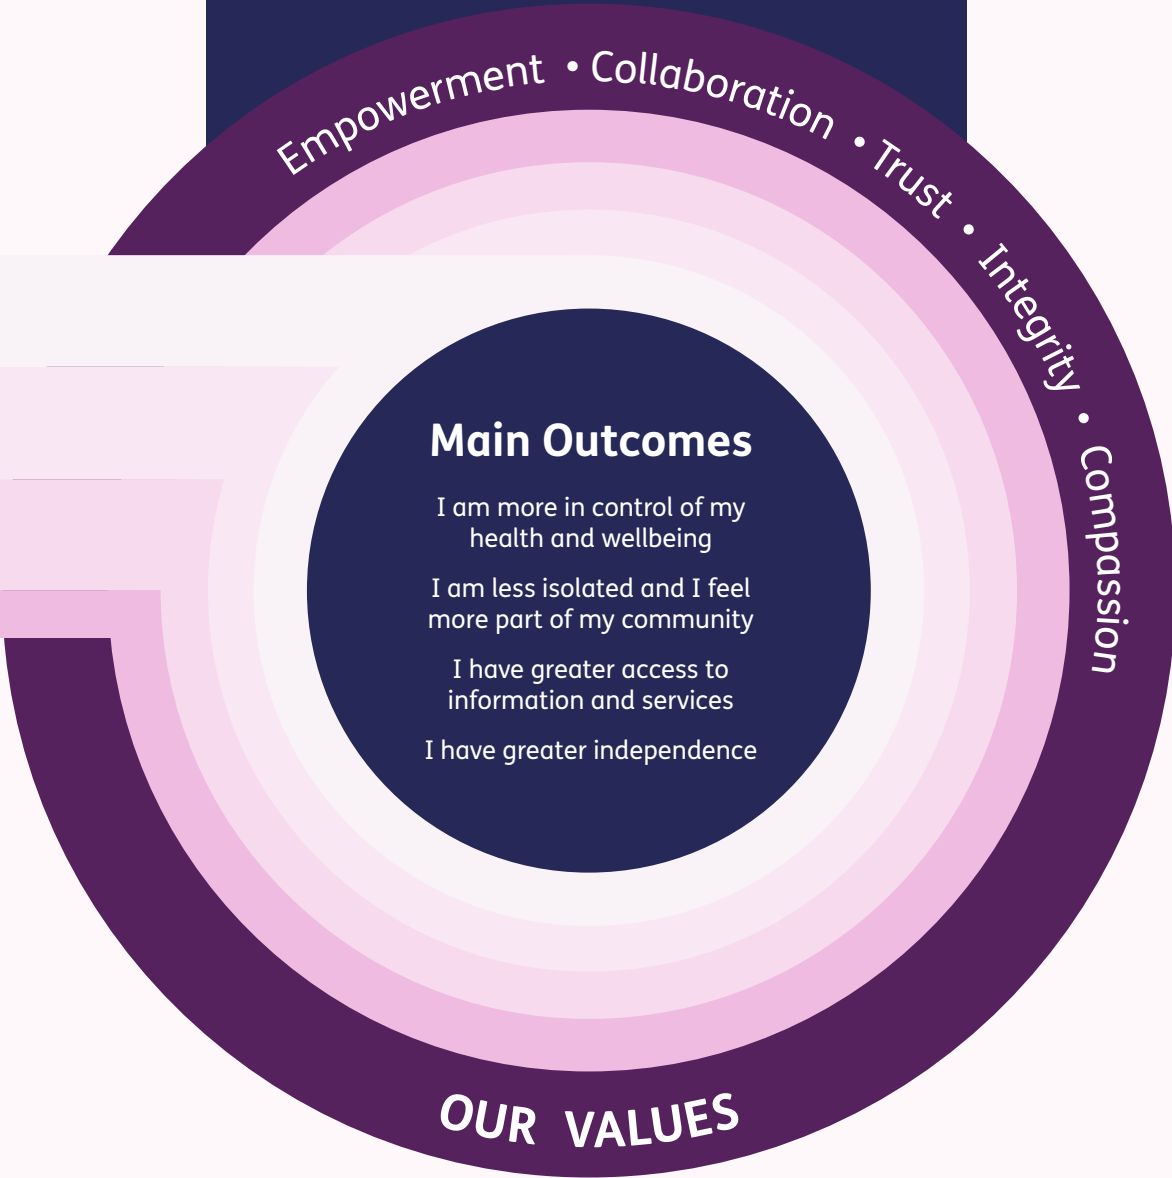 Empowerment • Collaboration • Trust • Integrity • Compassion
Main Outcomes
I am more in control of my
health and wellbeing
I am less isolated and I feel
more part of my community
I have greater access to
information and services
I have greater independence
OUR VALUES